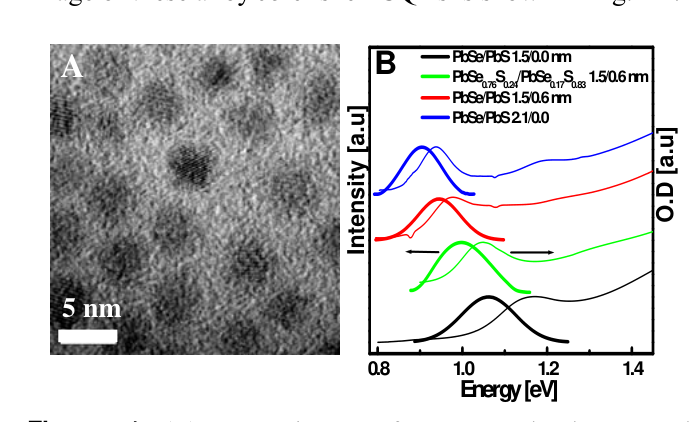 A
5 nm
B
PbSe/PbS 1.5/0.0 nm
PbSe0.76S0.24/PbSe0.17S0.83 1.5/0.6 nm
PbSe/PbS 1.5/0.6 nm
PbSe/PbS 2.1/0.0
Intensity [a.u]
O.D [a.u]
0.8 1.0 1.2 1.4
Energy [eV]